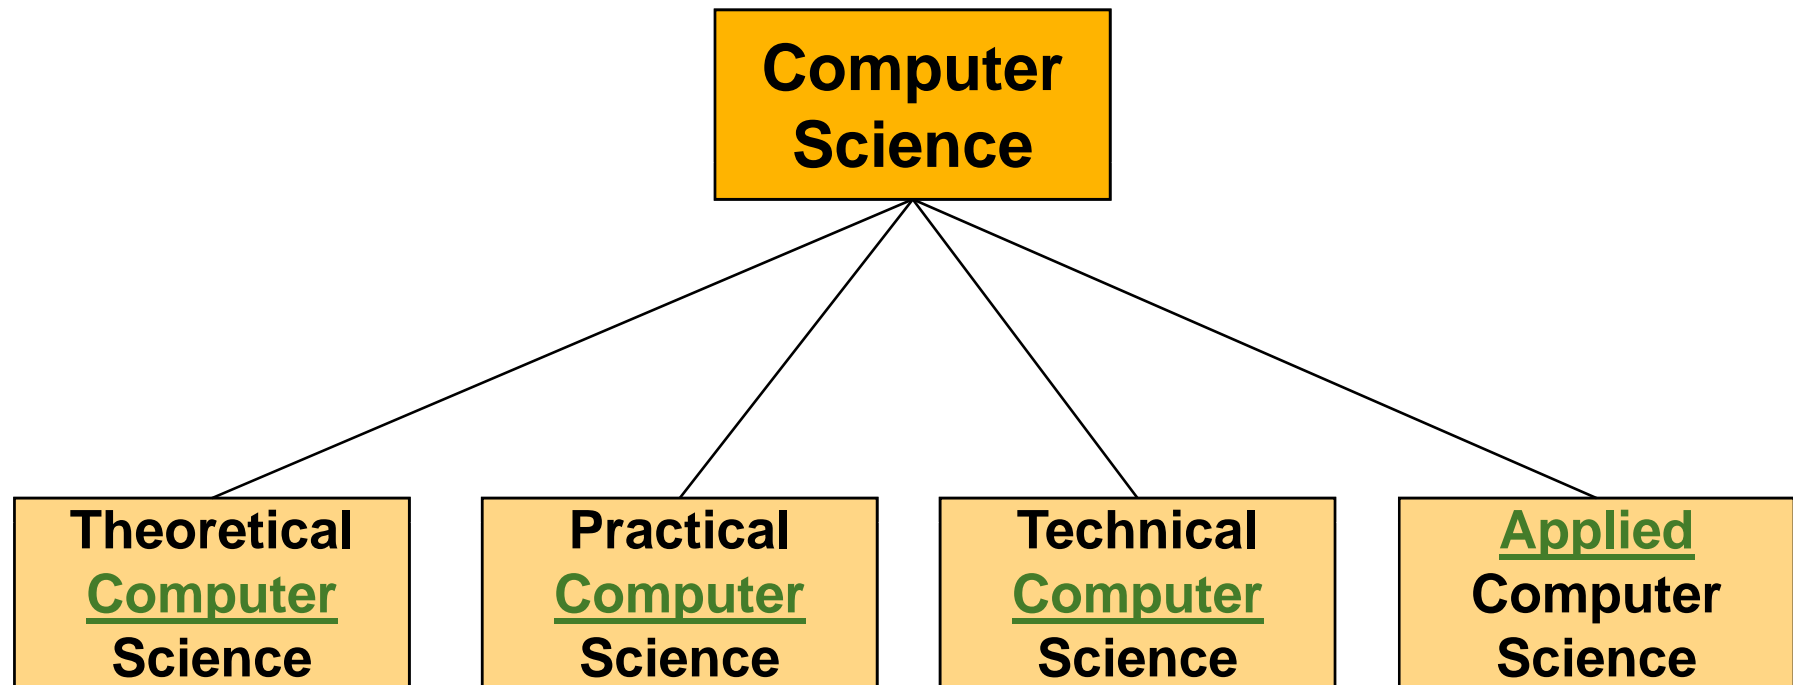 Computer
Science
Theoretical
Computer
Science
Practical
Computer
Science
Technical
Computer
Science
Applied
Computer
Science